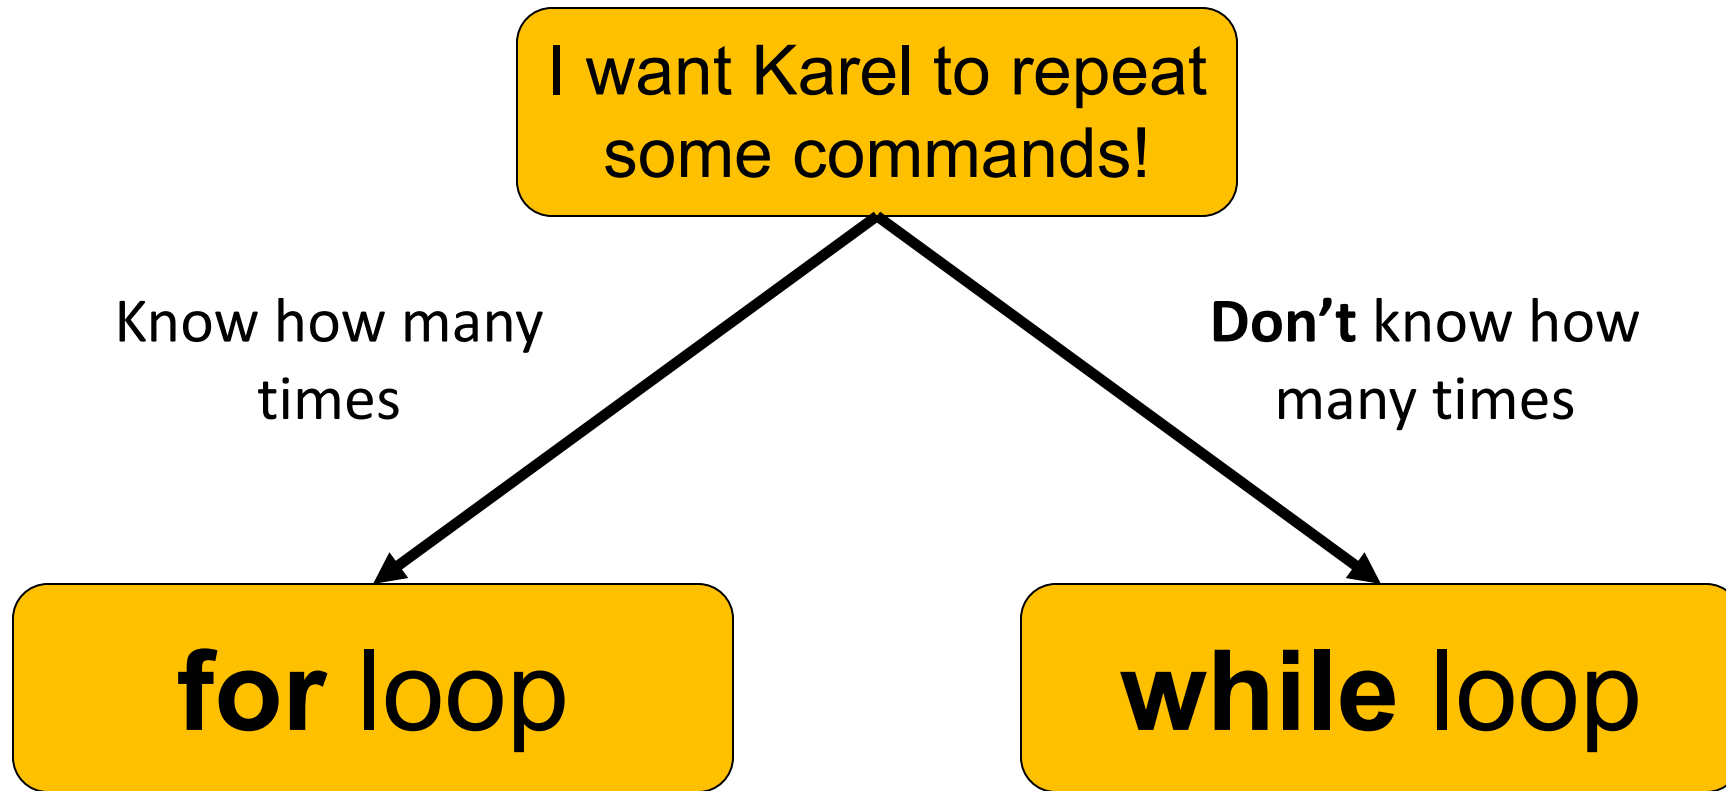 I want Karel to repeat
some commands!
Know how many
times
Don’t know how
many times
for loop
while loop